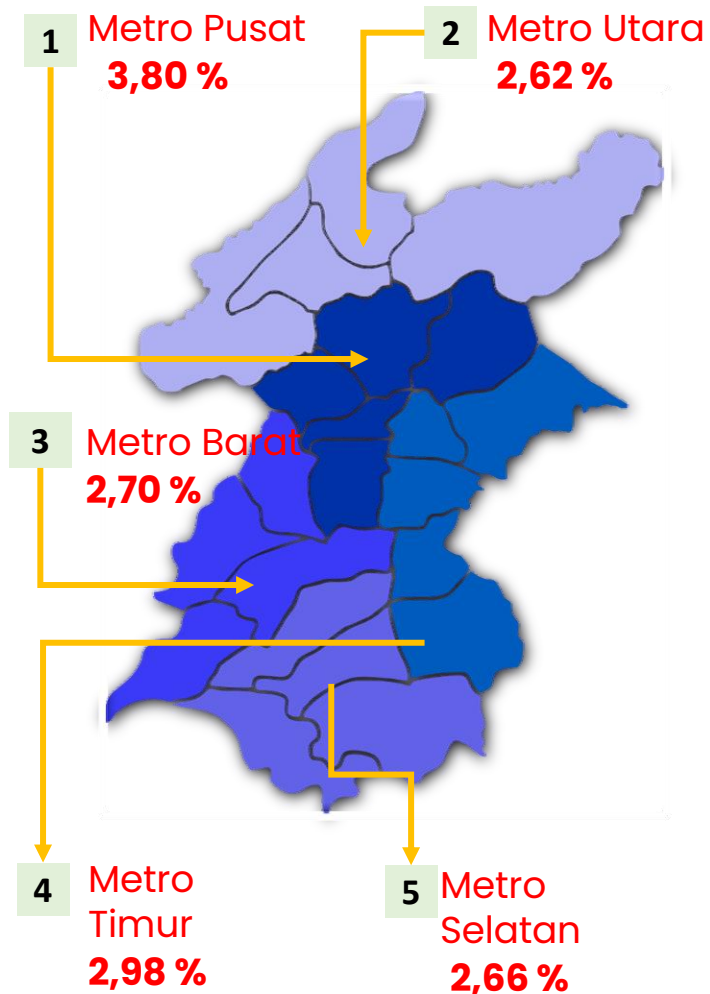 1
Metro Pusat
3,80 %
2
Metro Utara
2,62 %
3
Metro Barat
2,70 %
4
Metro
Timur
2,98 %
5
Metro
Selatan
2,66 %